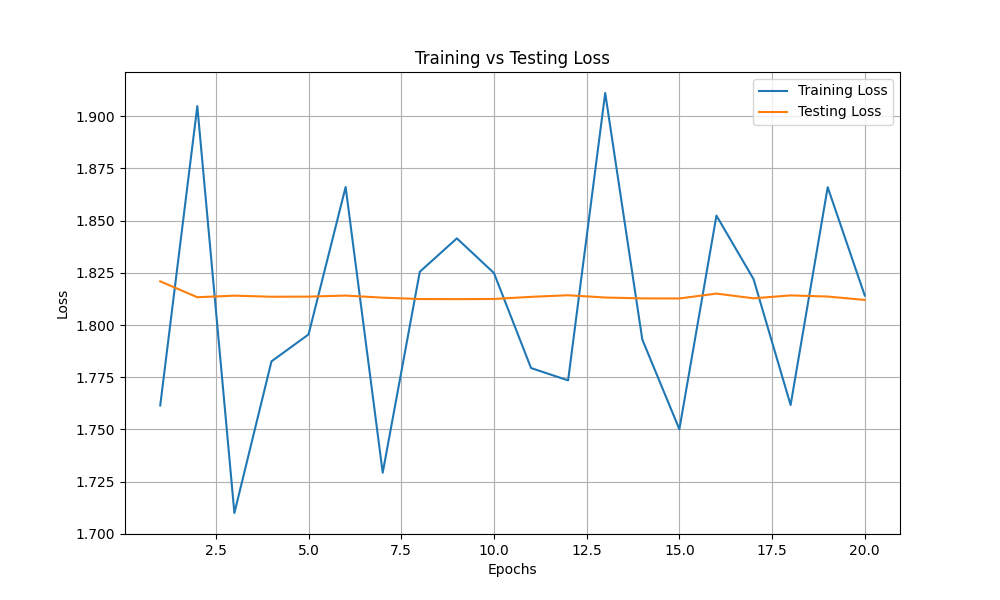 Training vs Testing Loss
Training Loss
Testing Loss
1.900
1.875
1.850
1.825
1.800
1.775
1.750
1.725
1.700
Loss
2.5 5.0 7.5 10.0 12.5 15.0 17.5 20.0
Epochs